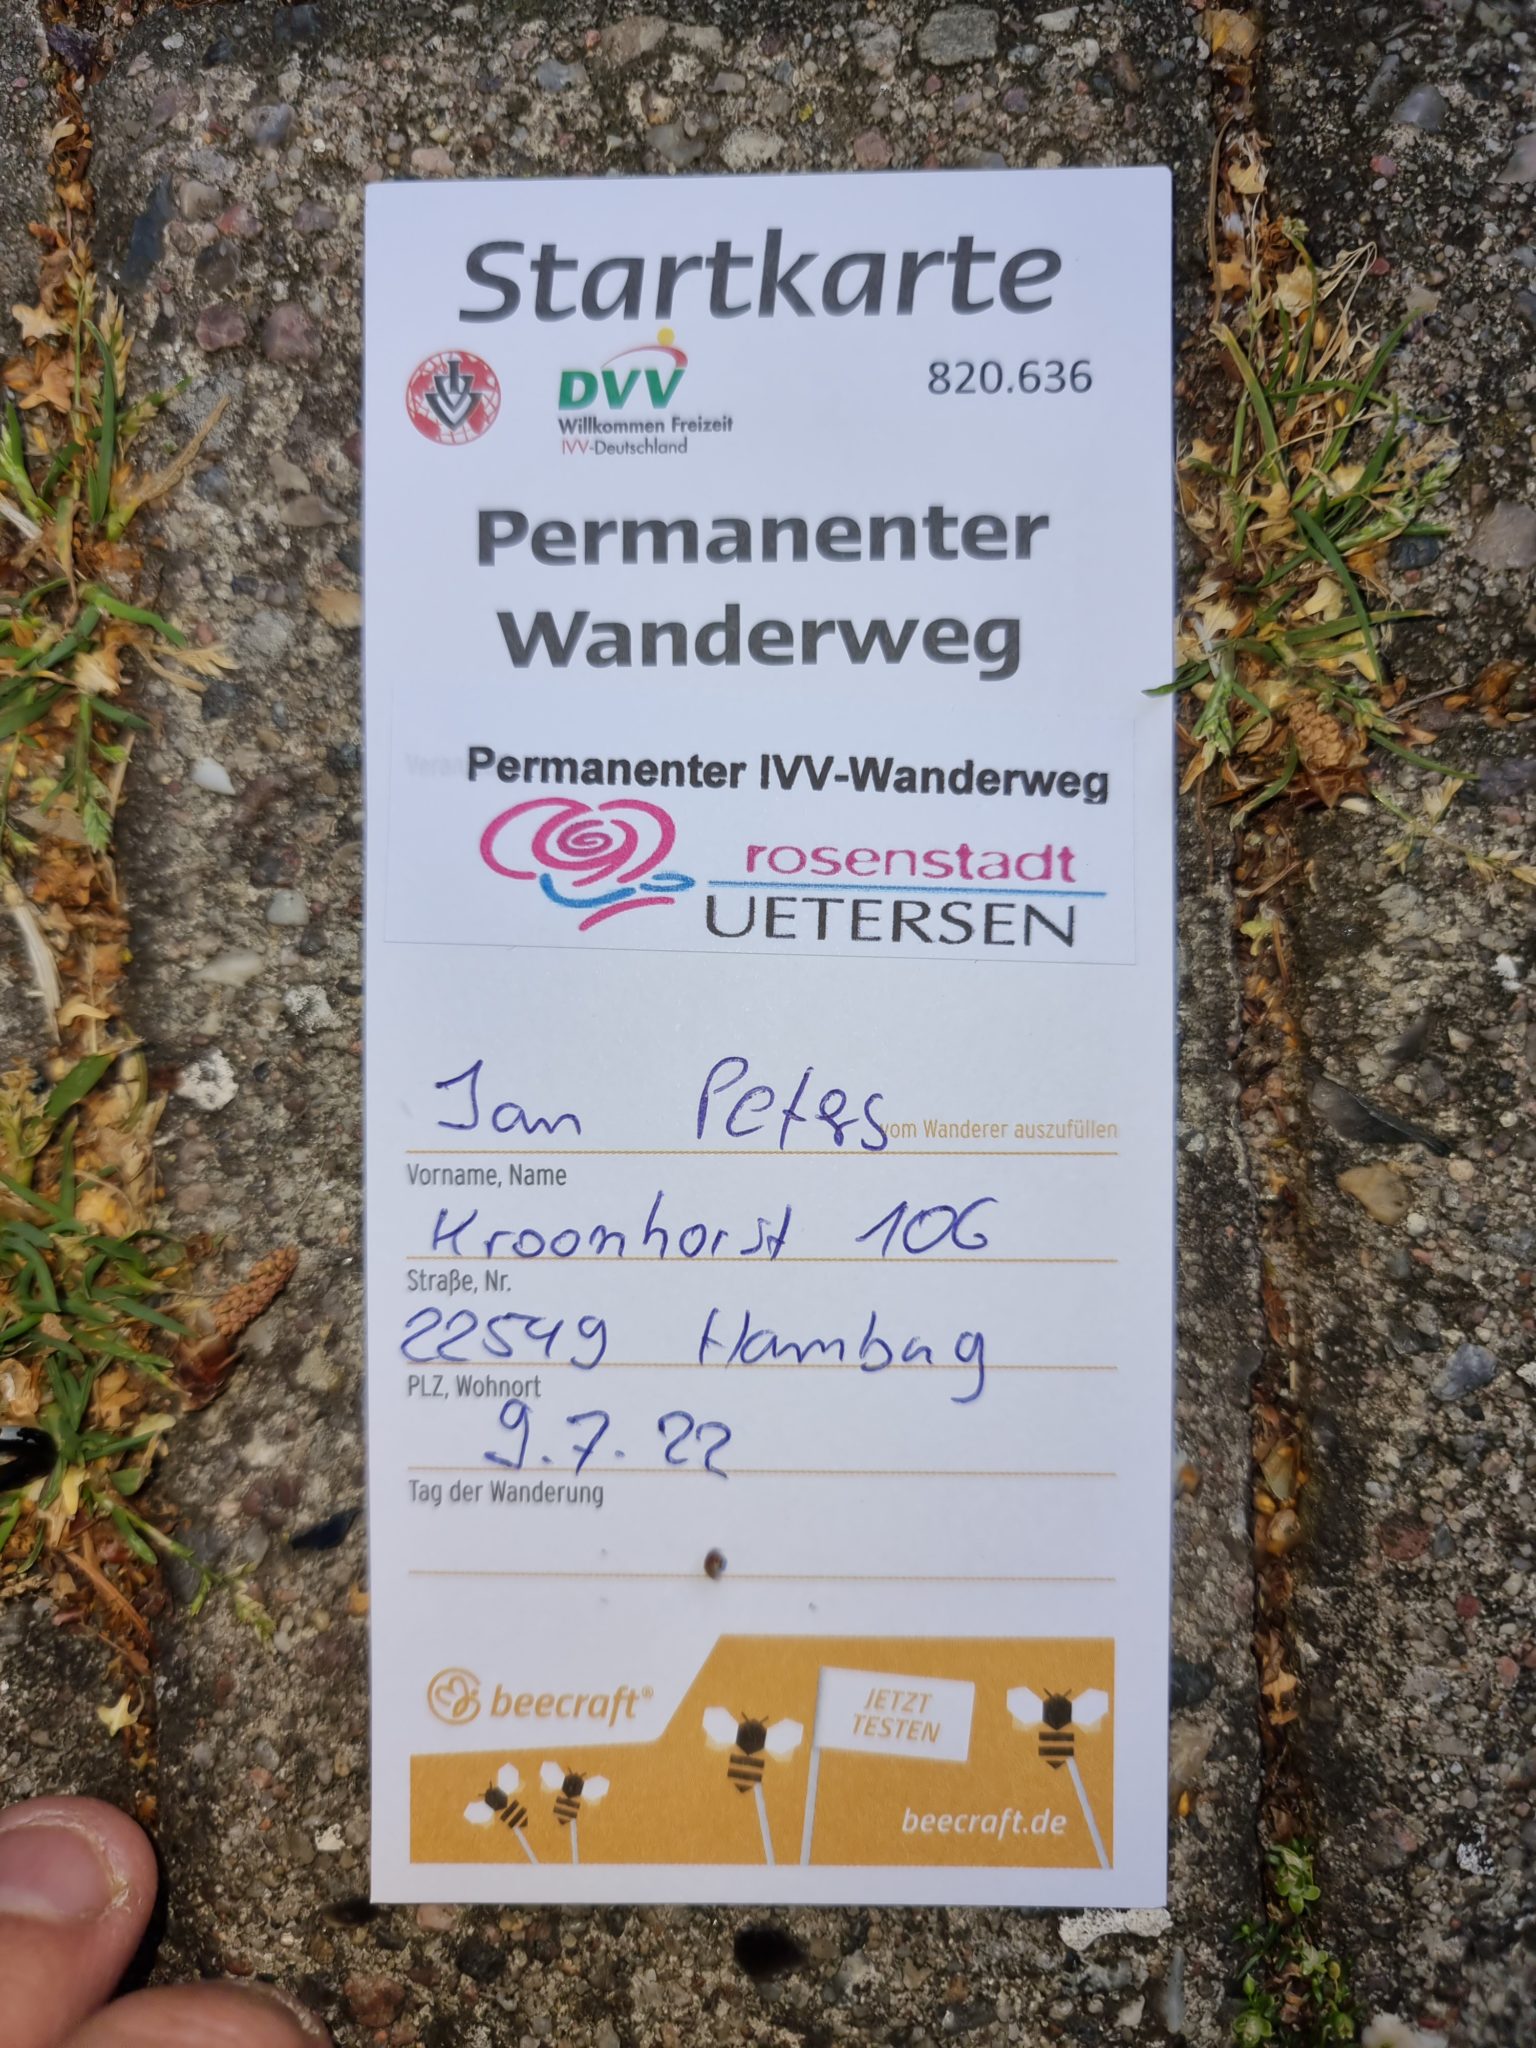 Startkarte
IVV
DVV
820.636
Willkommen Freizeit
IVV-Deutschland
Permanenter
Wanderweg
Permanenter IVV-Wanderweg
rosenstadt
UETERSEN
Jan Peters
vom Wanderer auszufüllen
Vorname, Name
Kroonhorst 106
Straße, Nr.
22549 Hamburg
PLZ, Wohnort
9.7.22
Tag der Wanderung
beecraft®
JETZT
TESTEN
beecraft.de